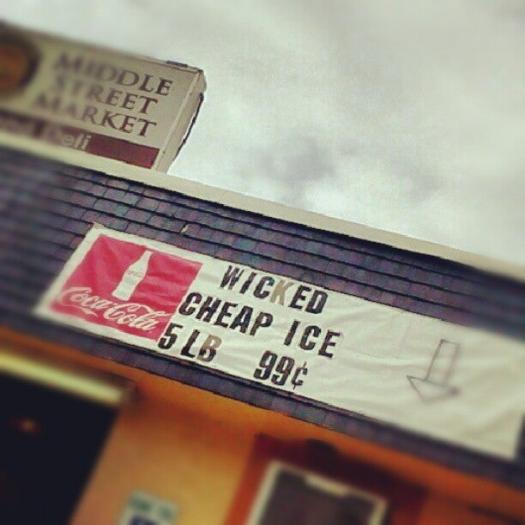 MIDDLE
STREET
MARKET
Deli
Coca-Cola
WICKED
CHEAP ICE
5 LB 99¢